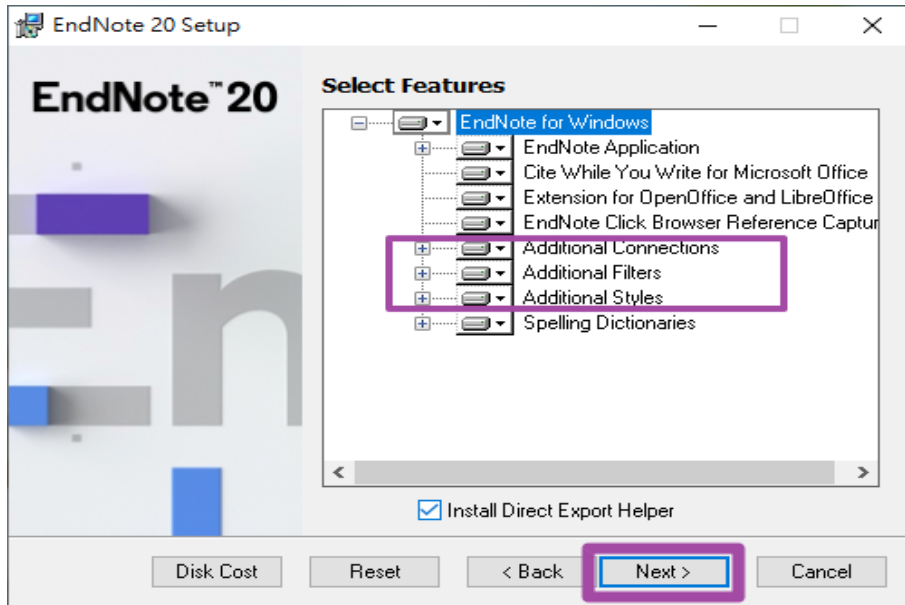 EndNote 20 Setup
EndNote™20
Select Features
EndNote for Windows
EndNote Application
Cite While You Write for Microsoft Office
Extension for OpenOffice and LibreOffice
EndNote Click Browser Reference Captur
Additional Connections
Additional Filters
Additional Styles
Spelling Dictionaries
Install Direct Export Helper
Disk Cost Reset < Back Next > Cancel